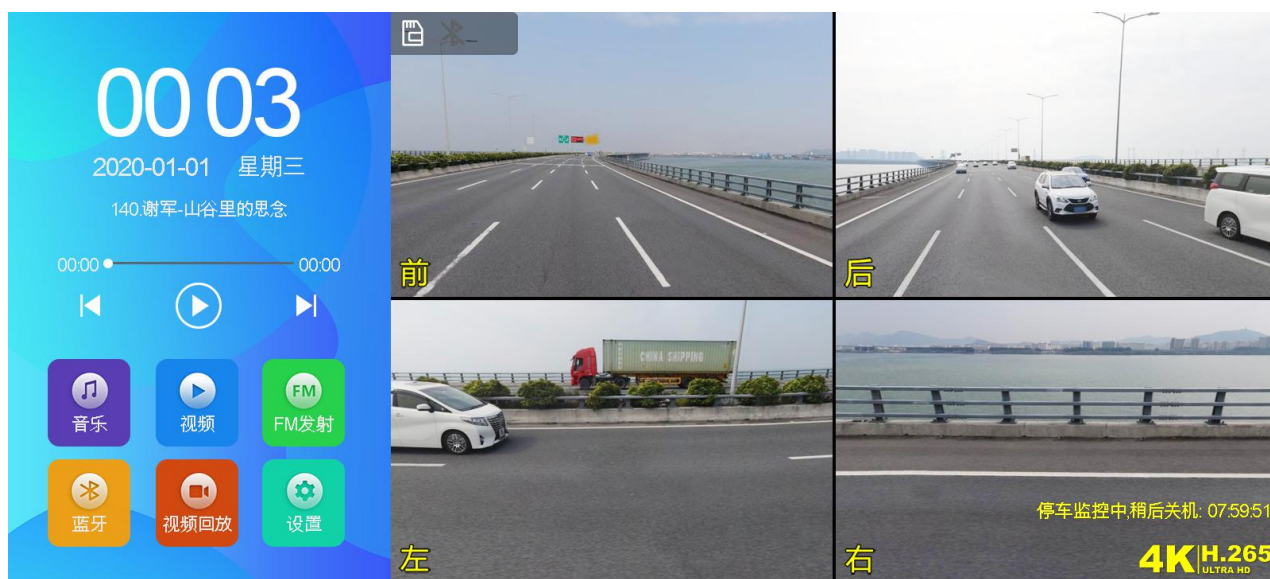 00 03
2020-01-01 星期三
140.谢军-山谷里的思念
00:00 00:00
音乐 视频 FM FM发射
蓝牙 视频回放 设置
前
后
CHINA SHIPPING
左
停车监控中,稍后关机: 07:59:51
右
4K H.265
ULTRA HD